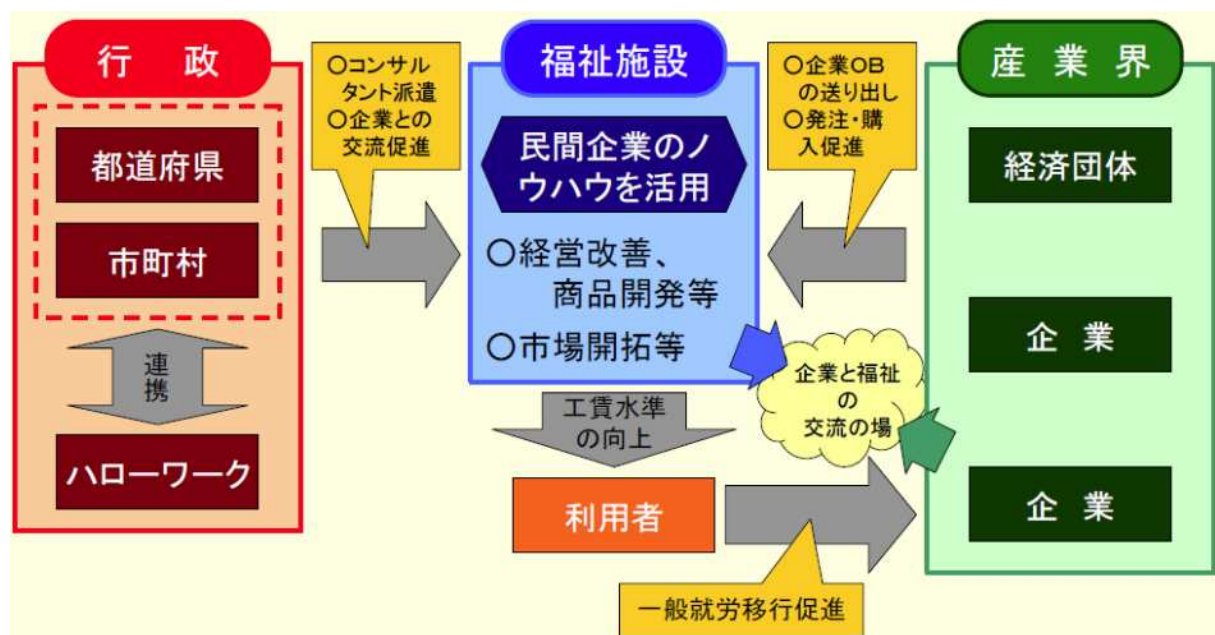 行　政
都道府県
市町村
連
携
ハローワーク
○コンサル
タント派遣
○企業との
交流促進
福祉施設
民間企業のノ
ウハウを活用
○経営改善、
商品開発等
○市場開拓等
工賃水準
の向上
利用者
○企業OB
の送り出し
○発注・購
入促進
企業と福祉
の
交流の場
一般就労移行促進
産　業　界
経済団体
企　業
企　業